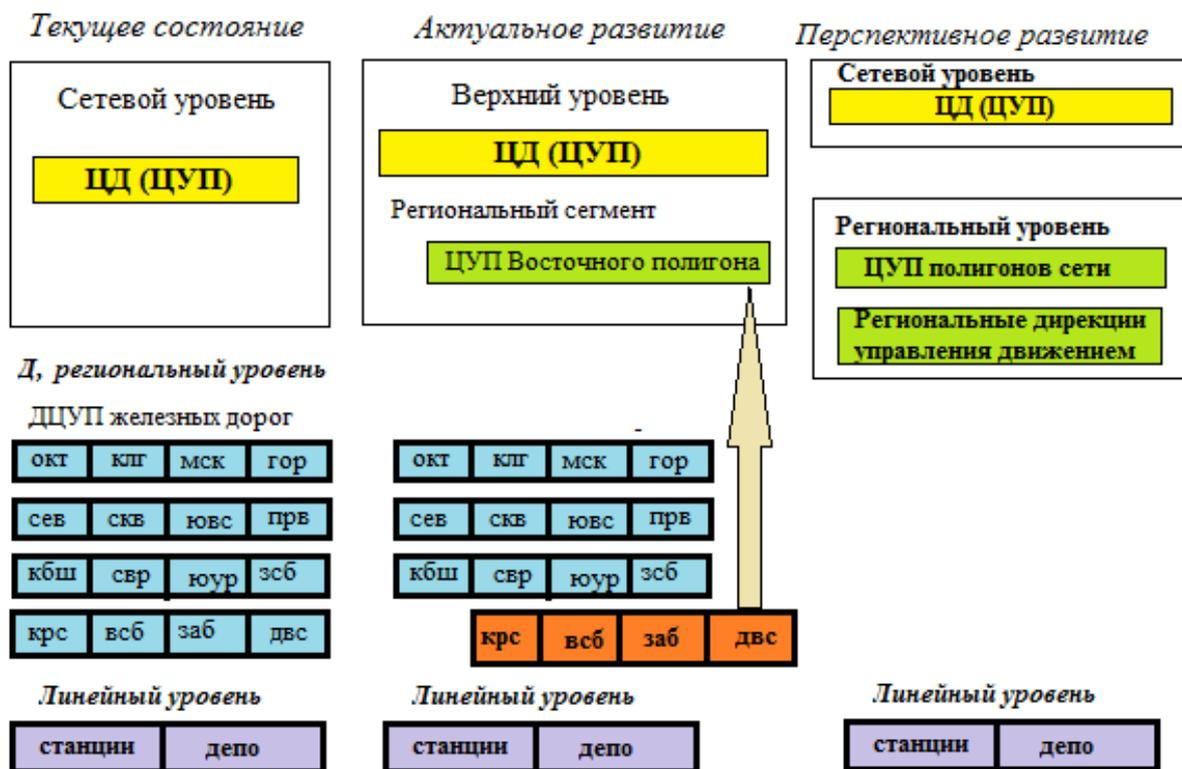 Текущее состояние
Сетевой уровень
ЦД (ЦУП)
Д, региональный уровень
ДЦУП железных дорог
окт клг мск гор
сев скв ювс прв
кбш свр юур зсб
крс всб заб двс
Линейный уровень
станции депо
Актуальное развитие
Верхний уровень
ЦД (ЦУП)
Региональный сегмент
ЦУП Восточного полигона
окт клг мск гор
сев скв ювс прв
кбш свр юур зсб
крс всб заб двс
Линейный уровень
станции депо
Перспективное развитие
Сетевой уровень
ЦД (ЦУП)
Региональный уровень
ЦУП полигонов сети
Региональные дирекции
управления движением
Линейный уровень
станции депо